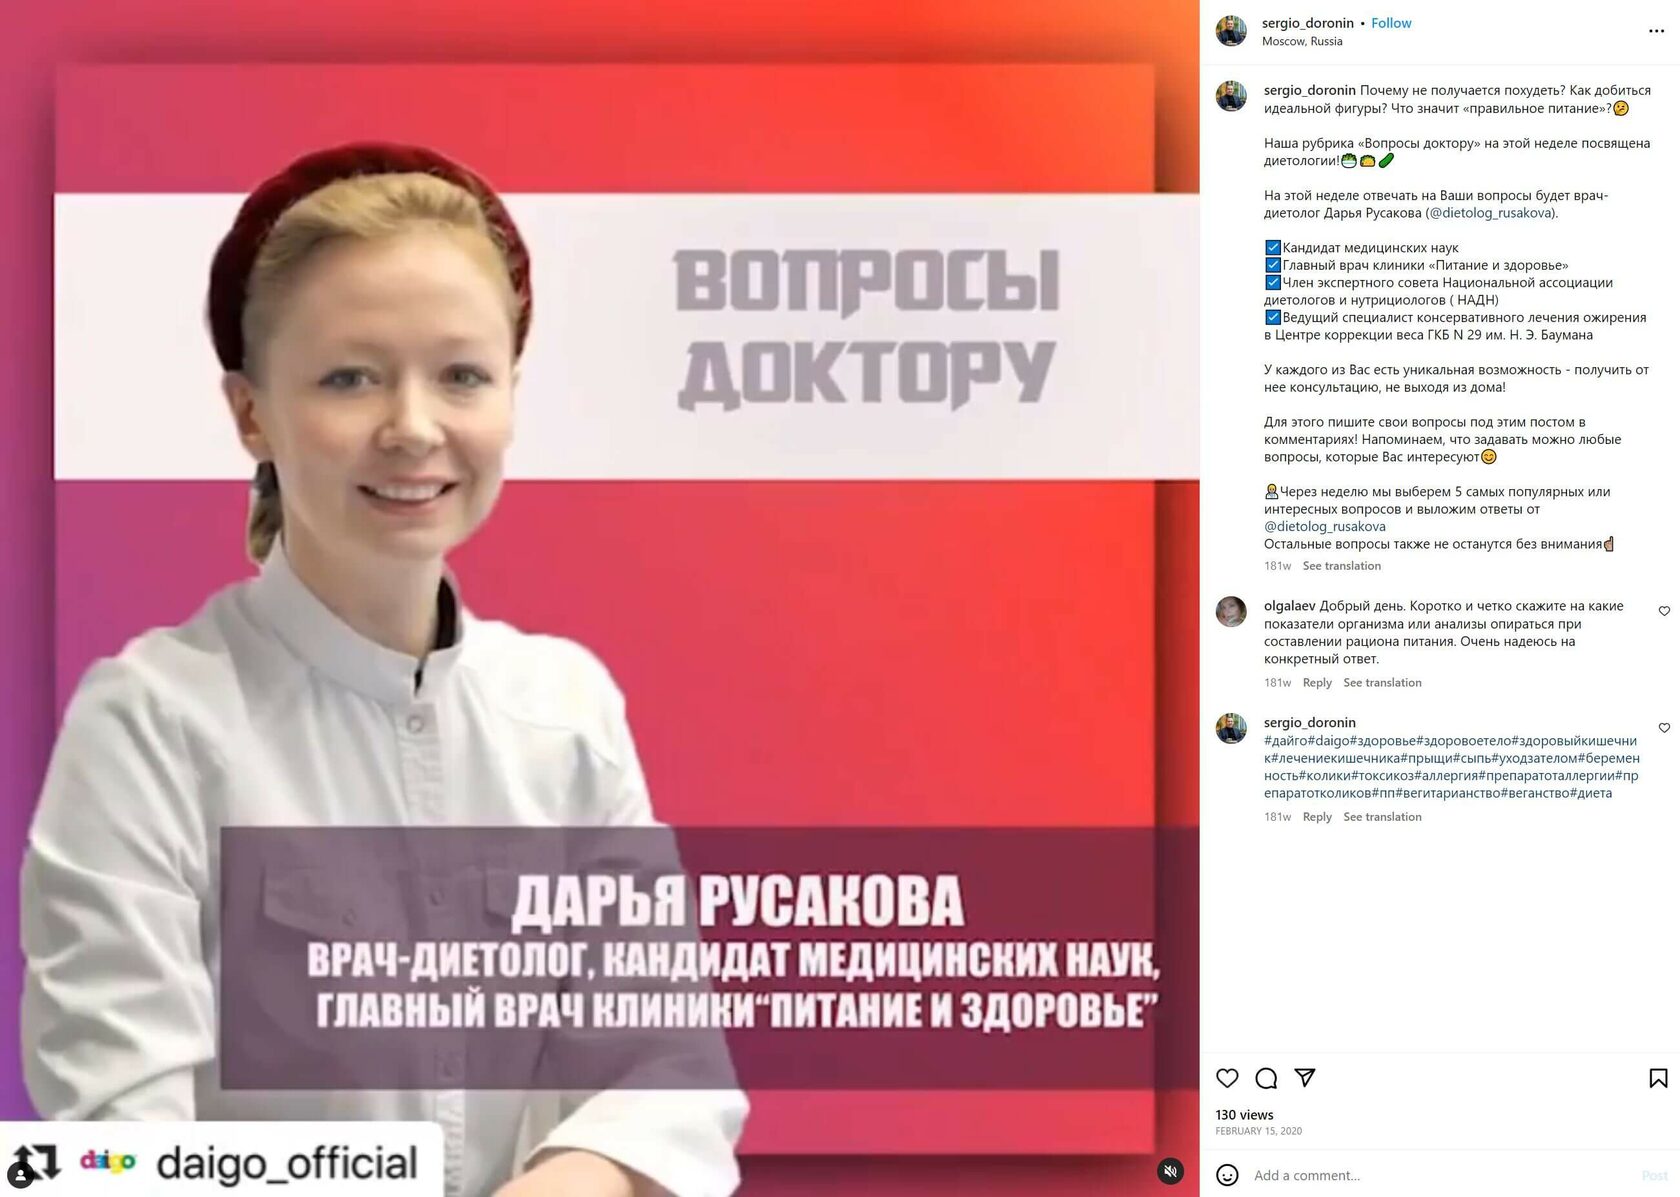 ВОПРОСЫ
ДОКТОРУ
ДАРЬЯ РУСАКОВА
ВРАЧ-ДИЕТОЛОГ, КАНДИДАТ МЕДИЦИНСКИХ НАУК,
ГЛАВНЫЙ ВРАЧ КЛИНИКИ“ПИТАНИЕ И ЗДОРОВЬЕ”
daigo daigo_official
sergio_doronin • Follow
Moscow, Russia
sergio_doronin Почему не получается похудеть? Как добиться
идеальной фигуры? Что значит «правильное питание»?🤔
Наша рубрика «Вопросы доктору» на этой неделе посвящена
диетологии!🥗🌮🥒
На этой неделе отвечать на Ваши вопросы будет врач-
диетолог Дарья Русакова (@dietolog_rusakova).
☑️Кандидат медицинских наук
☑️Главный врач клиники «Питание и здоровье»
☑️Член экспертного совета Национальной ассоциации
диетологов и нутрициологов ( НАДН)
☑️Ведущий специалист консервативного лечения ожирения
в Центре коррекции веса ГКБ N 29 им. Н. Э. Баумана
У каждого из Вас есть уникальная возможность - получить от
нее консультацию, не выходя из дома!
Для этого пишите свои вопросы под этим постом в
комментариях! Напоминаем, что задавать можно любые
вопросы, которые Вас интересуют😊
👩‍⚕️Через неделю мы выберем 5 самых популярных или
интересных вопросов и выложим ответы от
@dietolog_rusakova
Остальные вопросы также не останутся без внимания☝🏽
181w See translation
olgalaev Добрый день. Коротко и четко скажите на какие
показатели организма или анализы опираться при
составлении рациона питания. Очень надеюсь на
конкретный ответ.
181w Reply See translation
sergio_doronin
#дайго#daigo#здоровье#здоровоетело#здоровыйкишечни
к#лечениекишечника#прыщи#сыпь#уходзателом#беремен
ность#колики#токсикоз#аллергия#препаратоталлергии#пр
епаратотколиков#пп#вегитарианство#веганство#диета
181w Reply See translation
130 views
FEBRUARY 15, 2020
Add a comment...
Post